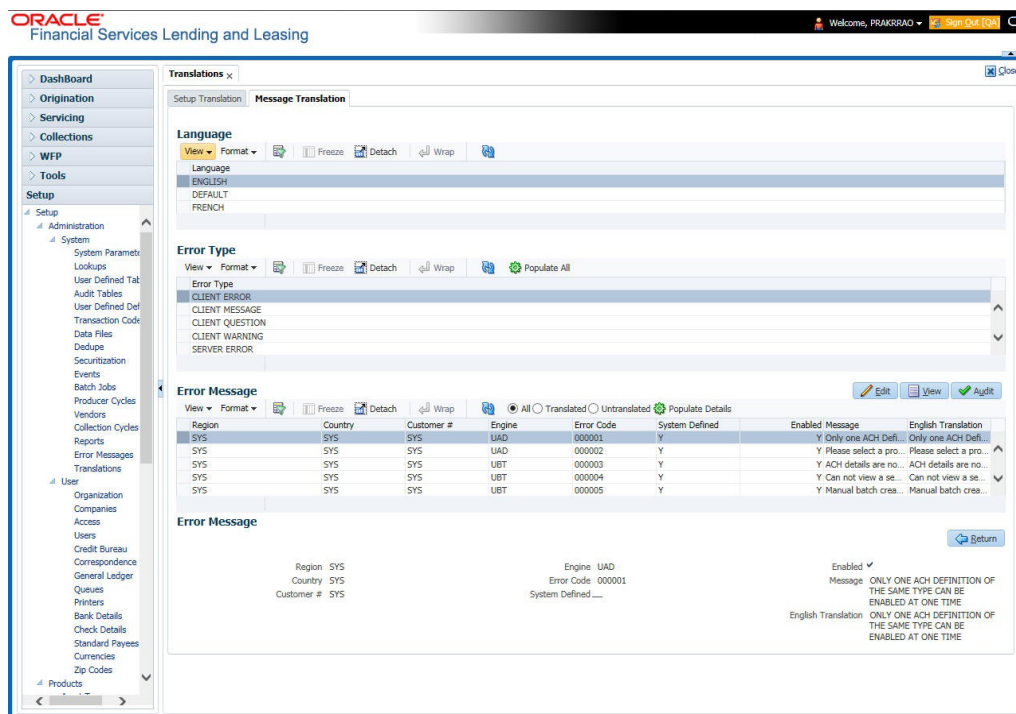 ORACLE®
Financial Services Lending and Leasing
Welcome, PRAKRRAO
Sign Out [QA]
DashBoard
Origination
Servicing
Collections
WFP
Tools
Setup
Setup
Administration
System
System Paramete
Lookups
User Defined Tab
Audit Tables
User Defined Def
Transaction Code
Data Files
Dedupe
Securitization
Events
Batch Jobs
Producer Cycles
Vendors
Collection Cycles
Reports
Error Messages
Translations
User
Organization
Companies
Access
Users
Credit Bureau
Correspondence
General Ledger
Queues
Printers
Bank Details
Check Details
Standard Payees
Currencies
Zip Codes
Products
Translations x
Close
Setup Translation Message Translation
Language
View Format Freeze Detach Wrap
Language
ENGLISH
DEFAULT
FRENCH
Error Type
View Format Freeze Detach Wrap Populate All
Error Type
CLIENT ERROR
CLIENT MESSAGE
CLIENT QUESTION
CLIENT WARNING
SERVER ERROR
Error Message
Edit View Audit
View Format Freeze Detach Wrap All Translated Untranslated Populate Details
Region Country Customer # Engine Error Code System Defined Enabled Message English Translation
SYS SYS SYS UAD 000001 Y Y Only one ACH Defi... Only one ACH Defi...
SYS SYS SYS UAD 000002 Y Y Please select a pro... Please select a pro...
SYS SYS SYS UBT 000003 Y Y ACH details are no... ACH details are no...
SYS SYS SYS UBT 000004 Y Y Can not view a se... Can not view a se...
SYS SYS SYS UBT 000005 Y Y Manual batch crea... Manual batch crea...
Error Message
Return
Region SYS
Country SYS
Customer # SYS
Engine UAD
Error Code 000001
System Defined
Enabled
Message ONLY ONE ACH DEFINITION OF
THE SAME TYPE CAN BE
ENABLED AT ONE TIME
English Translation ONLY ONE ACH DEFINITION OF
THE SAME TYPE CAN BE
ENABLED AT ONE TIME